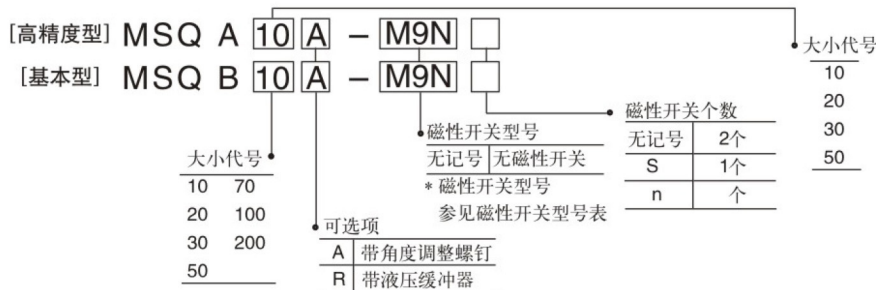 [高精度型] MSQ A 10 A – M9N
[基本型] MSQ B 10 A – M9N
大小代号
10
20
30
50
磁性开关个数
无记号 2个
S 1个
n 个
磁性开关型号
无记号 无磁性开关
* 磁性开关型号
参见磁性开关型号表
大小代号
10 70
20 100
30 200
50
可选项
A 带角度调整螺钉
R 带液压缓冲器